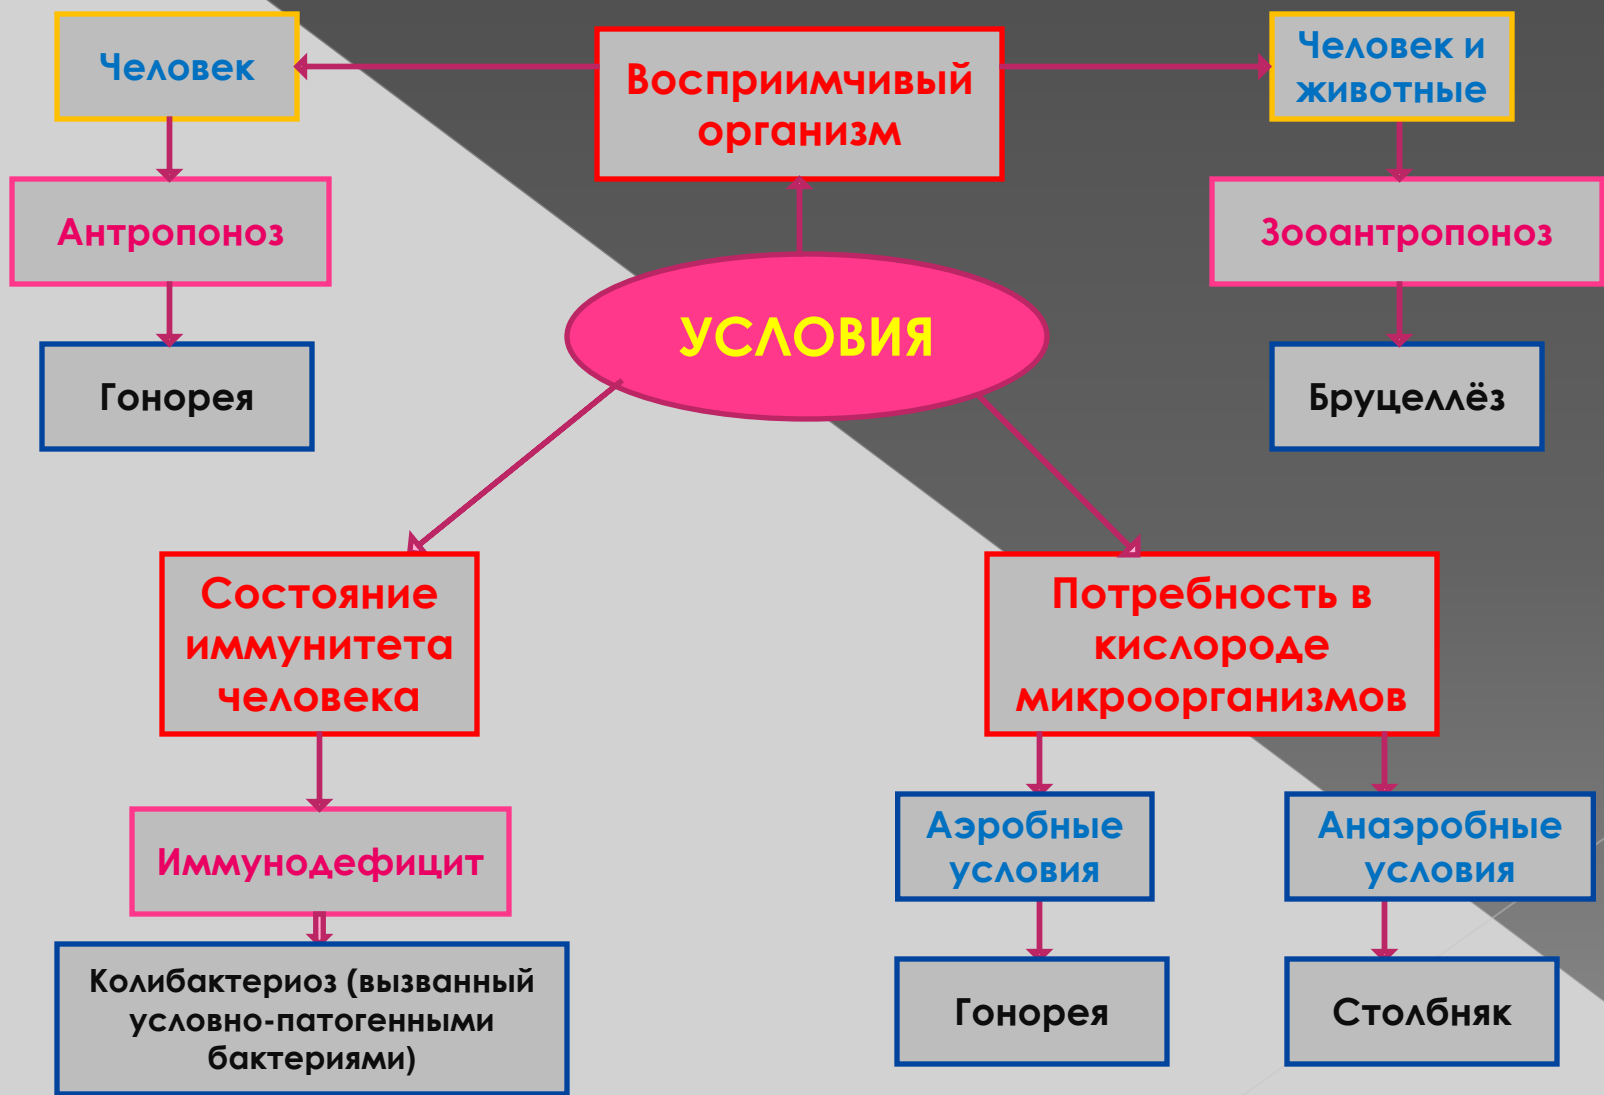 Человек
Восприимчивый
организм
Человек и
животные
Антропоноз
Зооантропоноз
УСЛОВИЯ
Гонорея
Бруцеллёз
Состояние
иммунитета
человека
Потребность в
кислороде
микроорганизмов
Иммунодефицит
Аэробные
условия
Анаэробные
условия
Колибактериоз (вызванный
условно-патогенными
бактериями)
Гонорея
Столбняк